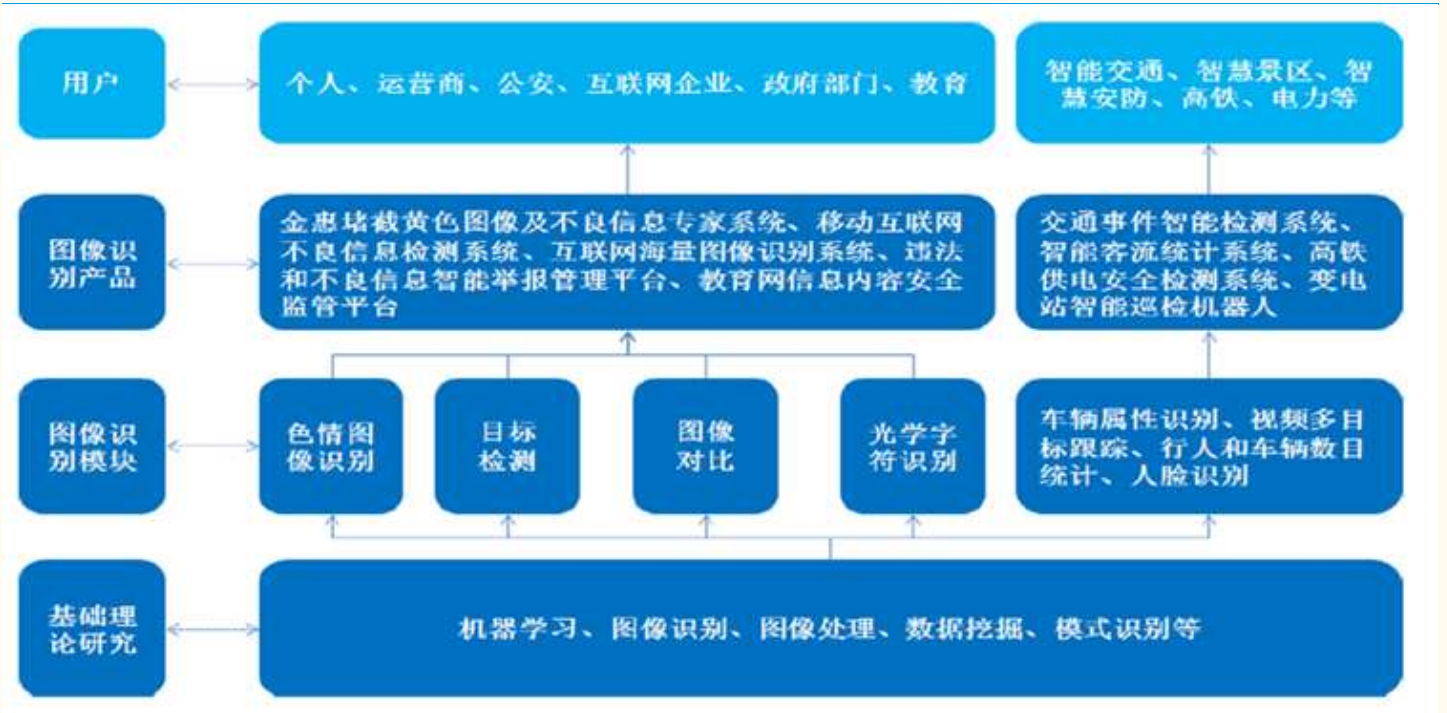 用户
个人、运营商、公安、互联网企业、政府部门、教育
智能交通、智慧景区、智
慧安防、高铁、电力等
图像识
别产品
金惠堵截黄色图像及不良信息专家系统、移动互联网
不良信息检测系统、互联网海量图像识别系统、违法
和不良信息智能举报管理平台、教育网信息内容安全
监管平台
交通事件智能检测系统、
智能客流统计系统、高铁
供电安全检测系统、变电
站智能巡检机器人
图像识
别模块
色情图
像识别
目标
检测
图像
对比
光学字
符识别
车辆属性识别、视频多目
标跟踪、行人和车辆数目
统计、人脸识别
基础理
论研究
机器学习、图像识别、图像处理、数据挖掘、模式识别等